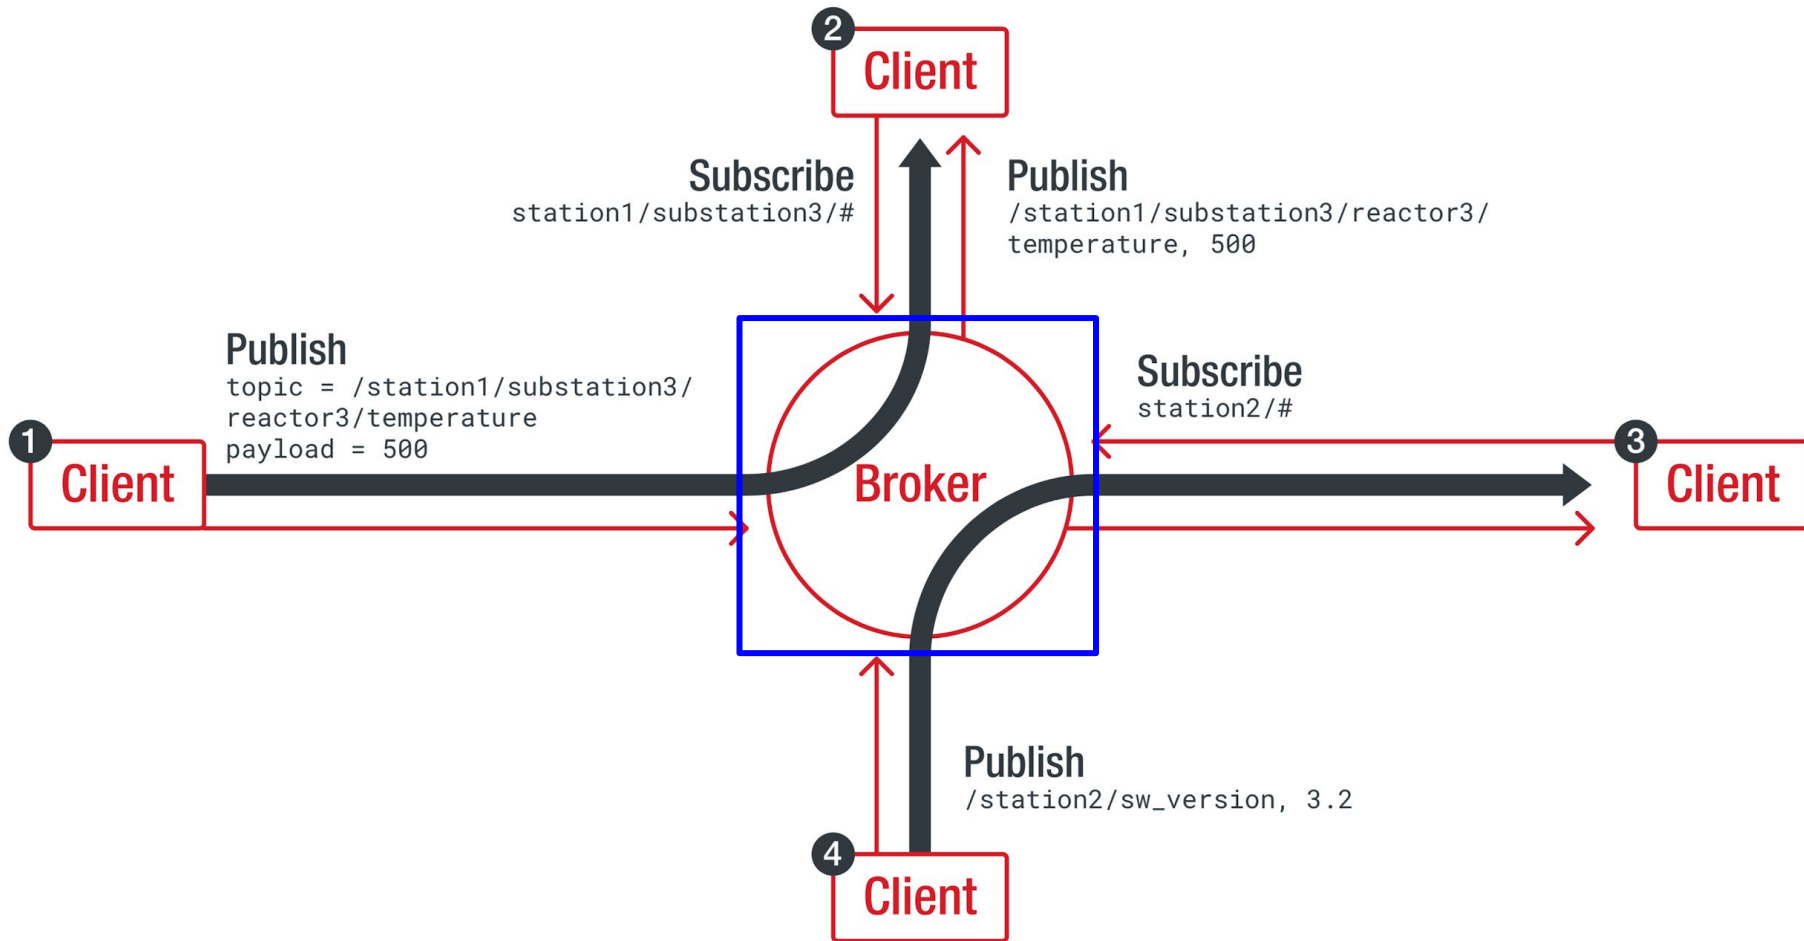 2
Client
Subscribe
station1/substation3/#
Publish
/station1/substation3/reactor3/
temperature, 500
Publish
topic = /station1/substation3/
reactor3/temperature
payload = 500
1
Client
Broker
Subscribe
station2/#
3
Client
Publish
/station2/sw_version, 3.2
4
Client